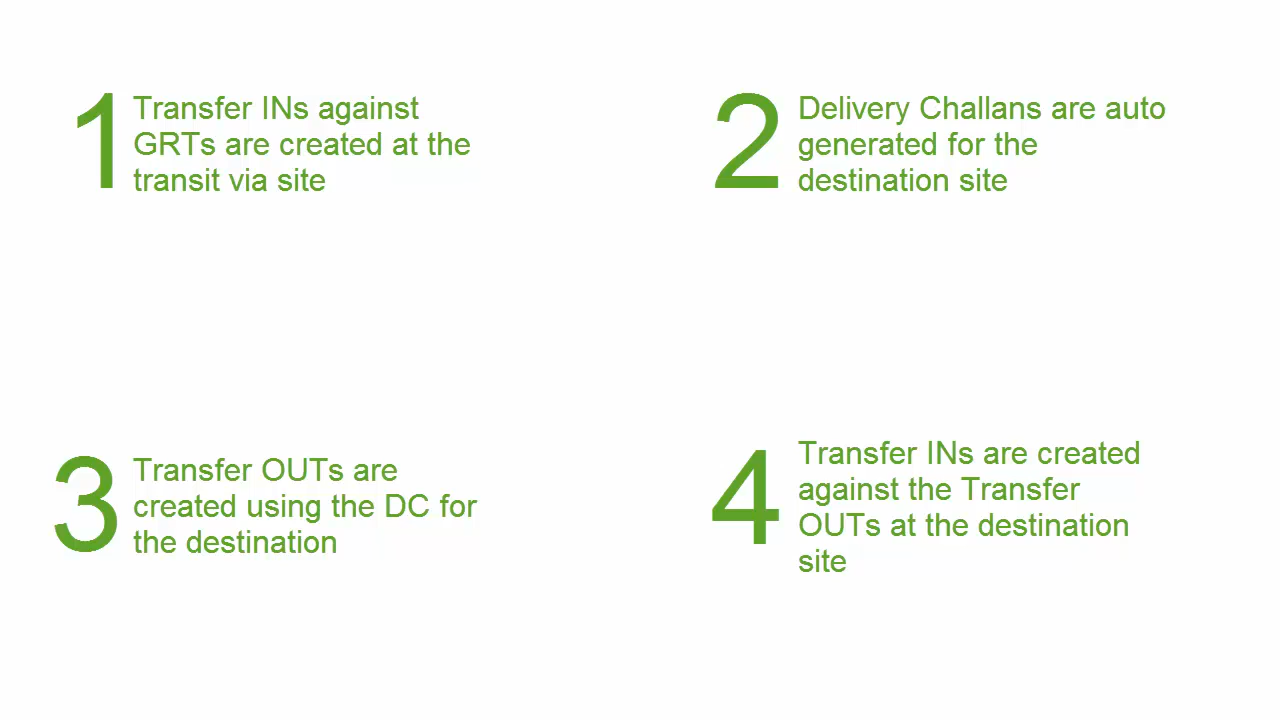 1
Transfer INs against
GRTs are created at the
transit via site
2
Delivery Challans are auto
generated for the
destination site
3
Transfer OUTs are
created using the DC for
the destination
4
Transfer INs are created
against the Transfer
OUTs at the destination
site